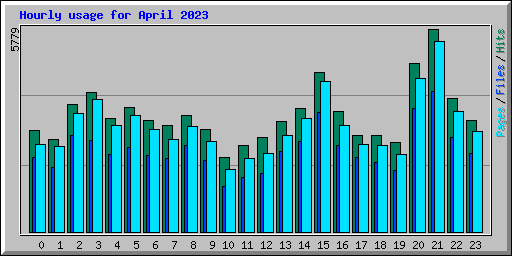 Hourly usage for April 2023
5779
Pages / Files / Hits
0 1 2 3 4 5 6 7 8 9 10 11 12 13 14 15 16 17 18 19 20 21 22 23